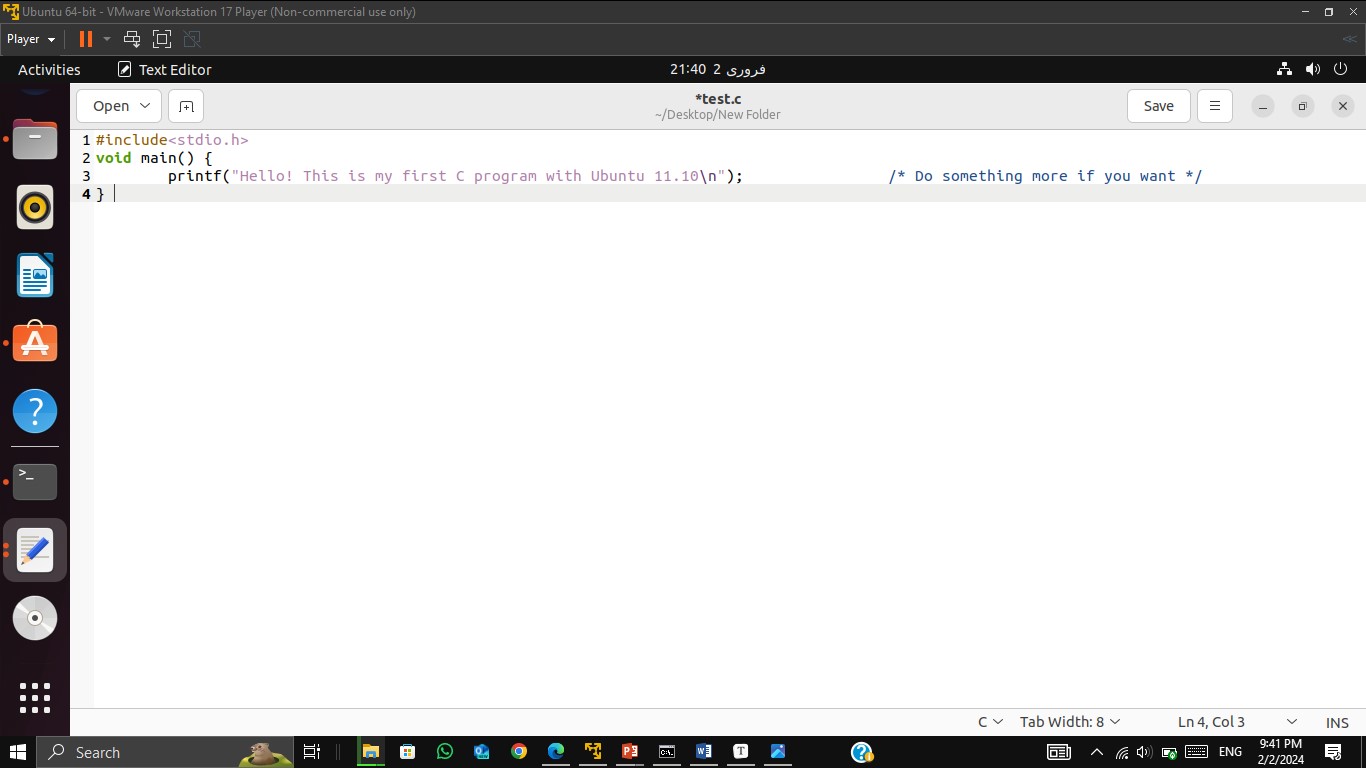 Ubuntu 64-bit - VMware Workstation 17 Player (Non-commercial use only)
Player
Activities
Text Editor
21:40 2 فروری
Open
*test.c
~/Desktop/New Folder
Save
1 #include<stdio.h>
2 void main() {
3 printf("Hello! This is my first C program with Ubuntu 11.10\n"); /* Do something more if you want */
4 }
C
Tab Width: 8
Ln 4, Col 3
INS
Search
ENG
9:41 PM
2/2/2024